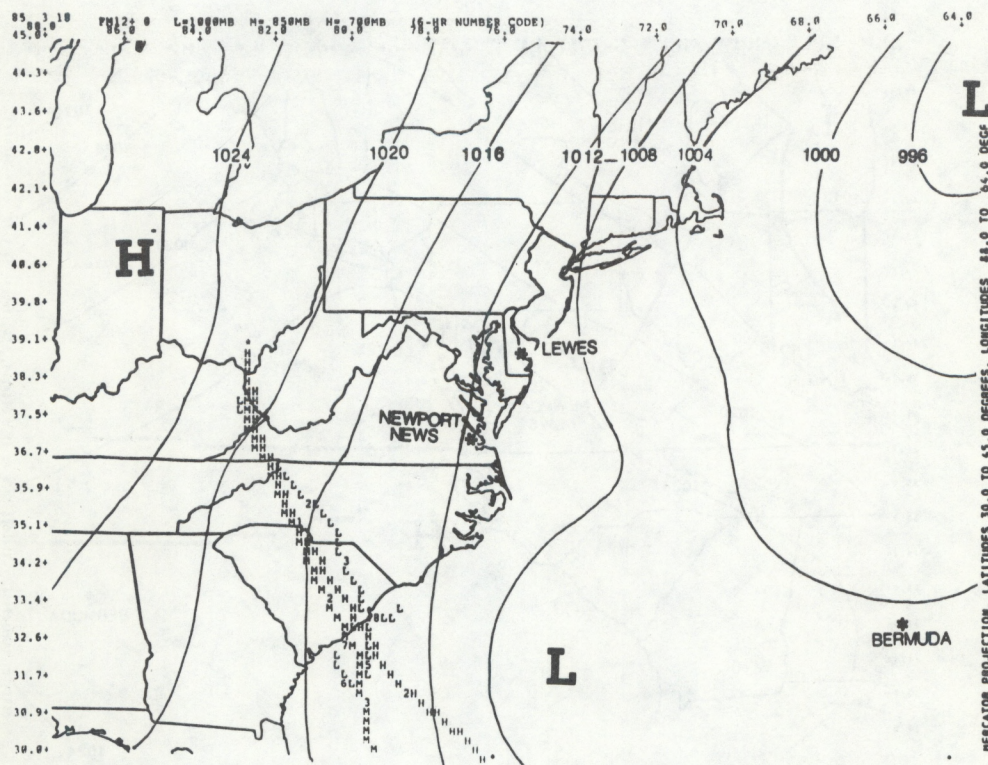 85 3 18 FM12+ 0 L=1000MB M= 850MB H= 700MB (6-HR NUMBER CODE)
88.0 86.0 84.0 82.0 80.0 78.0 76.0 74.0 72.0 70.0 68.0 66.0 64.0
45.0+
44.3+
43.6+
L
42.8+
1024 1020 1016 1012 1008 1004 1000 996
42.1+
41.4+
H
40.6+
39.8+
39.1+
LEWES
38.3+
37.5+
NEWPORT
NEWS
36.7+
35.9+
35.1+
34.2+
33.4+
32.6+
BERMUDA
31.7+
L
30.9+
30.0+
MERCATOR PROJECTION. LATITUDES 30.0 TO 45.0 DEGREES, LONGITUDES 88.0 TO 64.0 DEGR